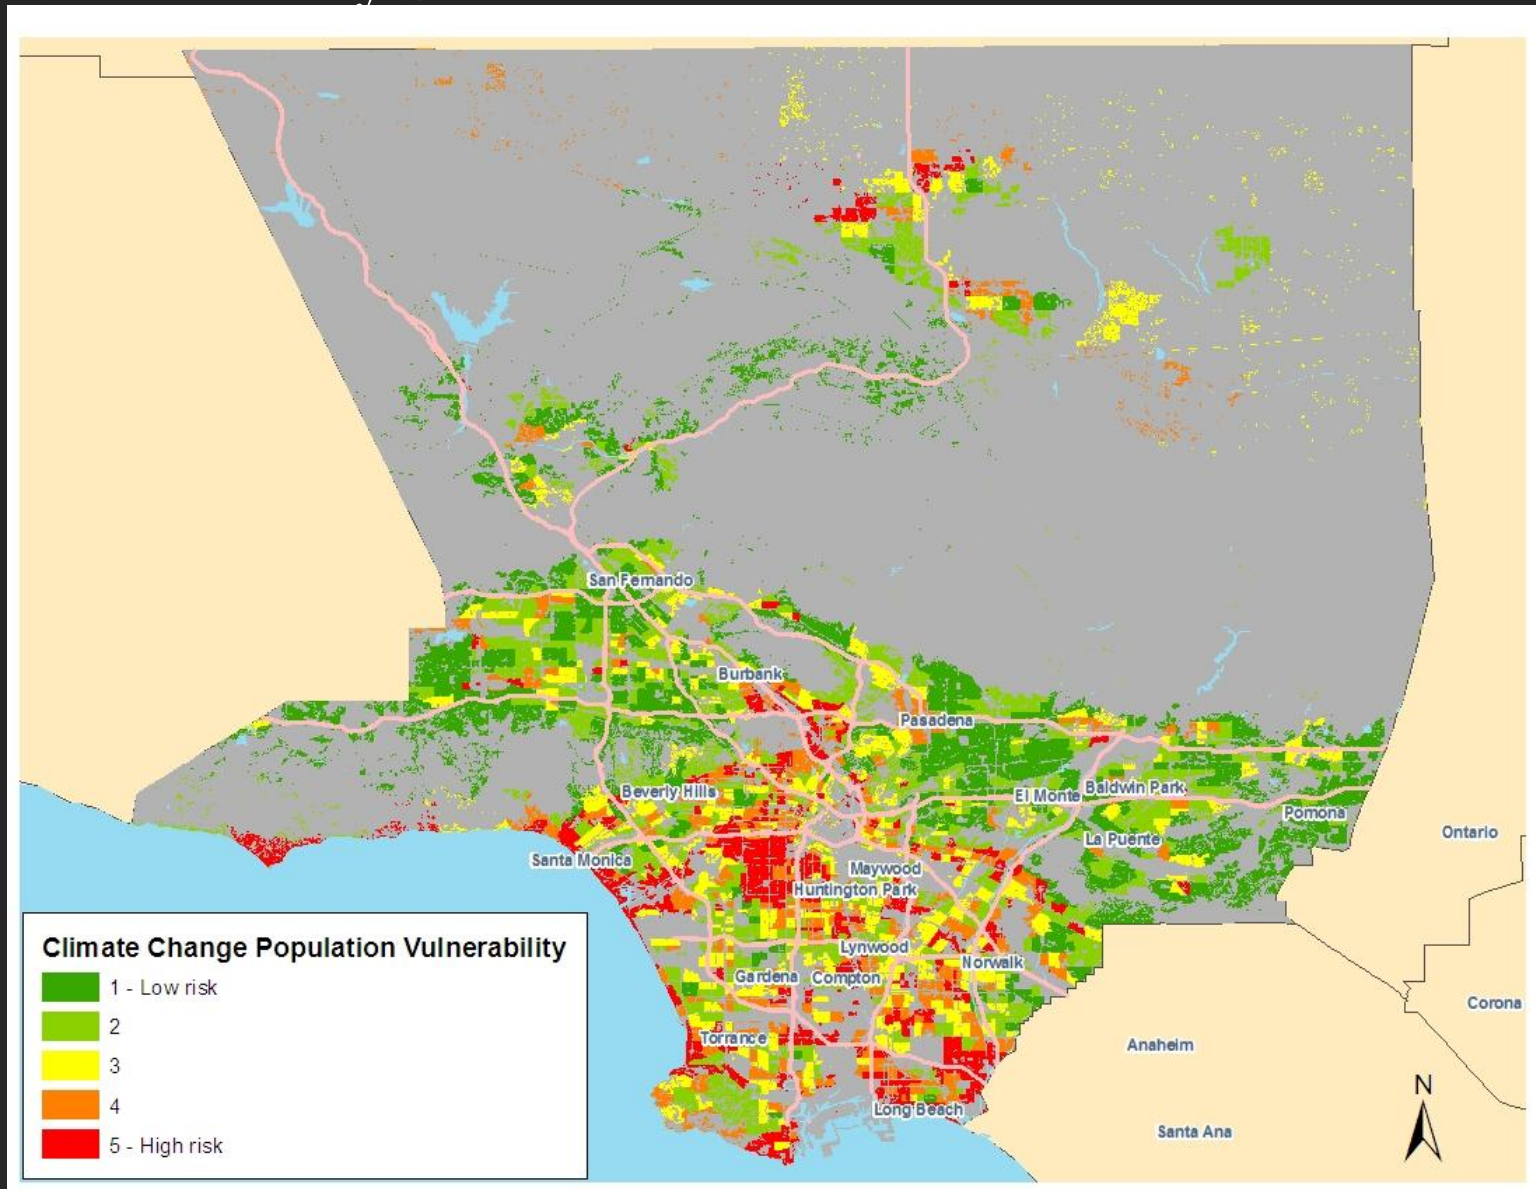 San Fernando
Burbank
Pasadena
Beverly Hills
El Monte
Baldwin Park
Pomona
La Puente
Ontario
Santa Monica
Maywood
Huntington Park
Lynwood
Norwalk
Gardena
Compton
Corona
Torrance
Anaheim
Long Beach
Santa Ana
N
Climate Change Population Vulnerability
1 - Low risk
2
3
4
5 - High risk